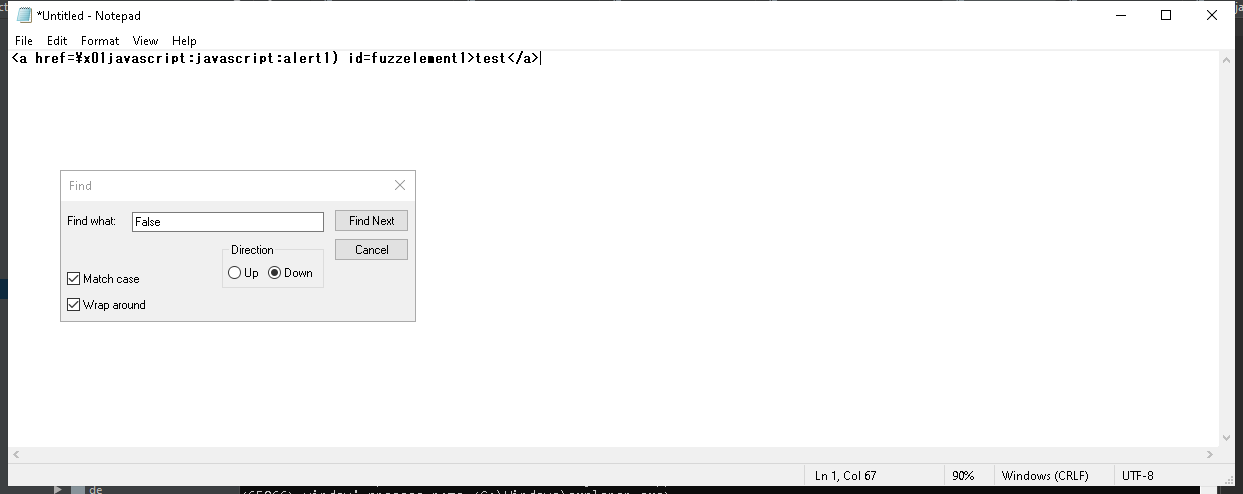 *Untitled - Notepad
File Edit Format View Help
<a href=¥x01javascript:javascript:alert1) id=fuzzelement1>test</a>
Find
Find what: False Find Next
Direction Cancel
Up Down
Match case
Wrap around
Ln 1, Col 67 90% Windows (CRLF) UTF-8
de